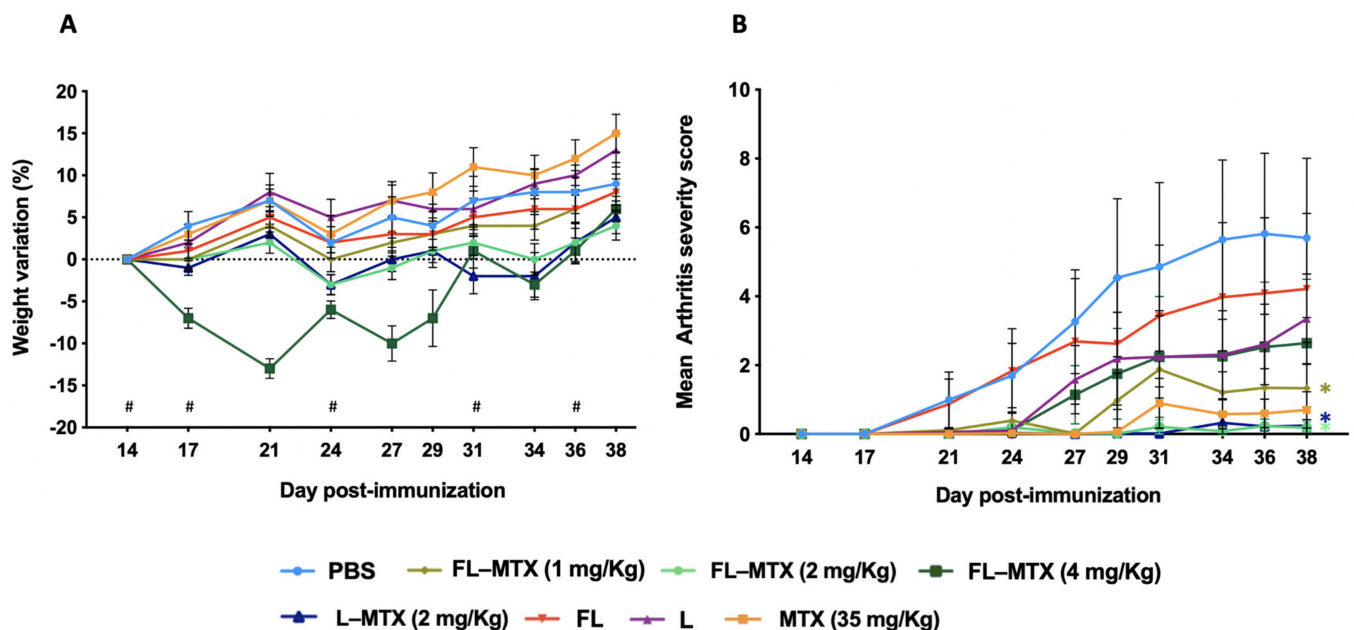 A
B
Weight variation (%)
20
15
10
5
0
-5
-10
-15
-20
# # # # #
14 17 21 24 27 29 31 34 36 38
Day post-immunization
Mean Arthritis severity score
10
8
6
4
2
0
*
*
*
14 17 21 24 27 29 31 34 36 38
Day post-immunization
PBS FL–MTX (1 mg/Kg) FL–MTX (2 mg/Kg) FL–MTX (4 mg/Kg)
L–MTX (2 mg/Kg) FL L MTX (35 mg/Kg)